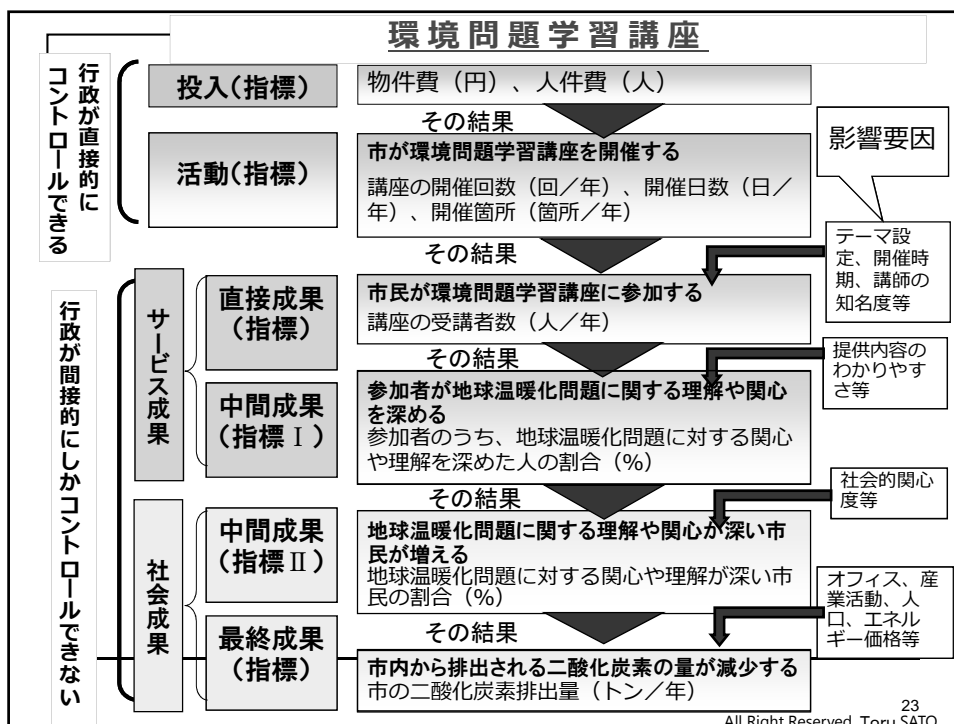 環境問題学習講座
行政が直接的に
コントロールできる
投入（指標）
物件費（円）、人件費（人）
その結果
活動（指標）
市が環境問題学習講座を開催する
講座の開催回数（回／年）、開催日数（日／
年）、開催箇所（箇所／年）
影響要因
その結果
テーマ設
定、開催時
期、講師の
知名度等
行政が間接的にしかコントロールできない
サービス成果
直接成果
（指標）
市民が環境問題学習講座に参加する
講座の受講者数（人／年）
その結果
提供内容の
わかりやす
さ等
中間成果
（指標Ⅰ）
参加者が地球温暖化問題に関する理解や関心
を深める
参加者のうち、地球温暖化問題に対する関心
や理解を深めた人の割合（%）
その結果
社会的関心
度等
社会成果
中間成果
（指標Ⅱ）
地球温暖化問題に関する理解や関心が深い市
民が増える
地球温暖化問題に対する関心や理解が深い市
民の割合（%）
その結果
オフィス、産
業活動、人
口、エネル
ギー価格等
最終成果
（指標）
市内から排出される二酸化炭素の量が減少する
市の二酸化炭素排出量（トン／年）
23
All Right Reserved, Toru SATO